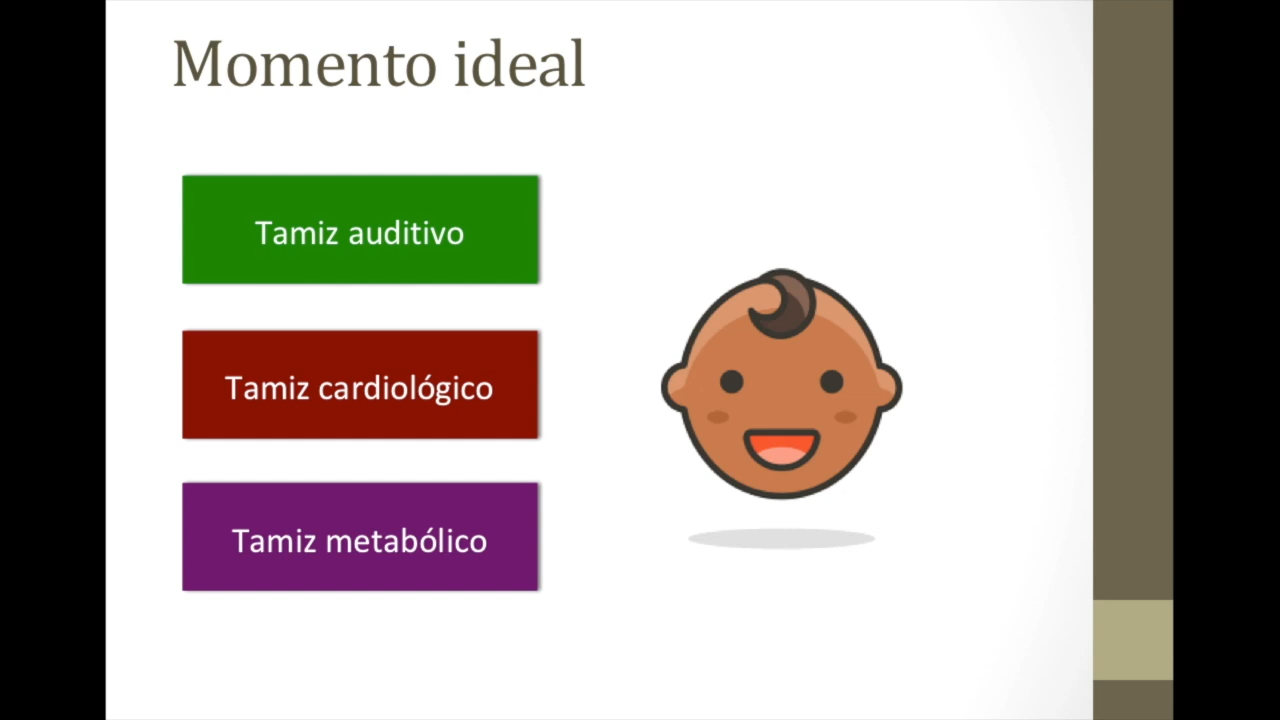 Momento ideal
Tamiz auditivo
Tamiz cardiológico
Tamiz metabólico